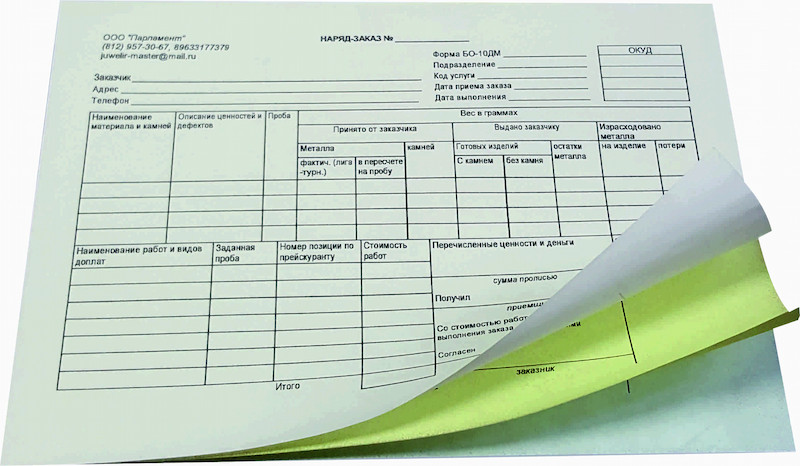 ООО "Парламент"
(812) 957-30-67, 89633177379
juwelir-master@mail.ru
НАРЯД-ЗАКАЗ №
Форма БО-10ДМ
Подразделение
Код услуги
Дата приема заказа
Дата выполнения
ОКУД
Заказчик
Адрес
Телефон
Наименование материала и камней
Описание ценностей и дефектов
Проба
Вес в граммах
Принято от заказчика
Выдано заказчику
Израсходовано металла
Металла
камней
Готовых изделий
остатки металла
на изделие
потери
фактич. (лига-турн.)
в пересчете на пробу
С камнем
без камня
Наименование работ и видов доплат
Заданная проба
Номер позиции по прейскуранту
Стоимость работ
Перечисленные ценности и деньги
сумма прописью
Получил
Со стоимостью
выполнения заказа
Согласен
заказник
Итого